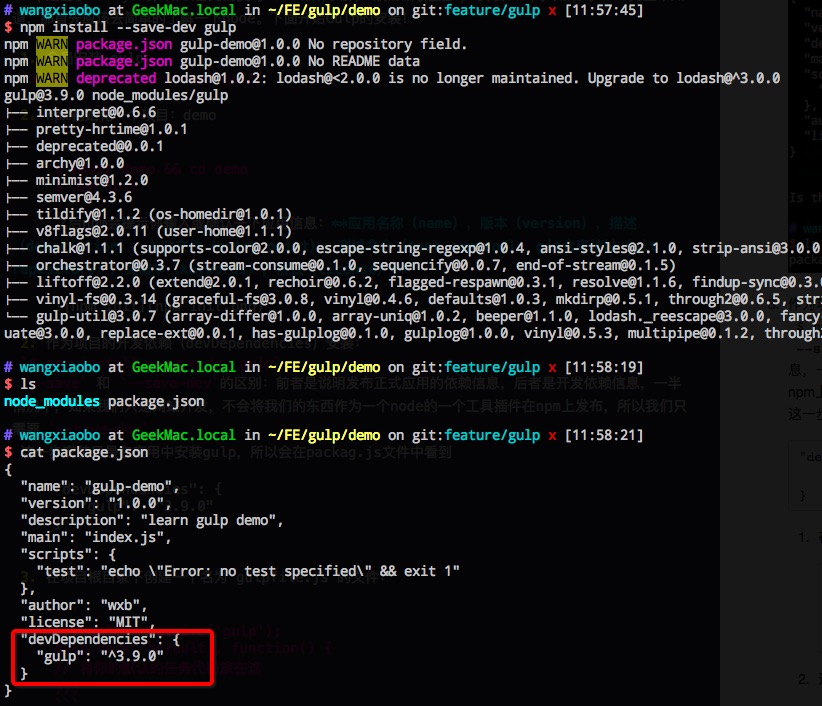 # wangxiaobo at GeekMac.local in ~/FE/gulp/demo on git:feature/gulp x [11:57:45]
$ npm install --save-dev gulp
npm WARN package.json gulp-demo@1.0.0 No repository field.
npm WARN package.json gulp-demo@1.0.0 No README data
npm WARN deprecated lodash@1.0.2: lodash@<2.0.0 is no longer maintained. Upgrade to lodash@^3.0.0
gulp@3.9.0 node_modules/gulp
├── interpret@0.6.6
├── pretty-hrtime@1.0.1
├── deprecated@0.0.1
├── archy@1.0.0
├── minimist@1.2.0
├── semver@4.3.6
├── tildify@1.1.2 (os-homedir@1.0.1)
├── v8flags@2.0.11 (user-home@1.1.1)
├── chalk@1.1.1 (supports-color@2.0.0, escape-string-regexp@1.0.4, ansi-styles@2.1.0, strip-ansi@3.0.0
├── orchestrator@0.3.7 (stream-consume@0.1.0, sequencify@0.0.7, end-of-stream@0.1.5)
├── liftoff@2.2.0 (extend@2.0.1, rechoir@0.6.2, flagged-respawn@0.3.1, resolve@1.1.6, findup-sync@0.3.0
├── vinyl-fs@0.3.14 (graceful-fs@3.0.8, vinyl@0.4.6, defaults@1.0.3, mkdirp@0.5.1, through2@0.6.5, stri
└── gulp-util@3.0.7 (array-differ@1.0.0, array-uniq@1.0.2, beeper@1.1.0, lodash._reescape@3.0.0, fancy-
uate@3.0.0, replace-ext@0.0.1, has-gulplog@0.1.0, gulplog@1.0.0, vinyl@0.5.3, multipipe@0.1.2, through2
# wangxiaobo at GeekMac.local in ~/FE/gulp/demo on git:feature/gulp x [11:58:19]
$ ls
node_modules package.json
# wangxiaobo at GeekMac.local in ~/FE/gulp/demo on git:feature/gulp x [11:58:21]
$ cat package.json
{
"name": "gulp-demo",
"version": "1.0.0",
"description": "learn gulp demo",
"main": "index.js",
"scripts": {
"test": "echo \"Error: no test specified\" && exit 1"
},
"author": "wxb",
"license": "MIT",
"devDependencies": {
"gulp": "^3.9.0"
}
}